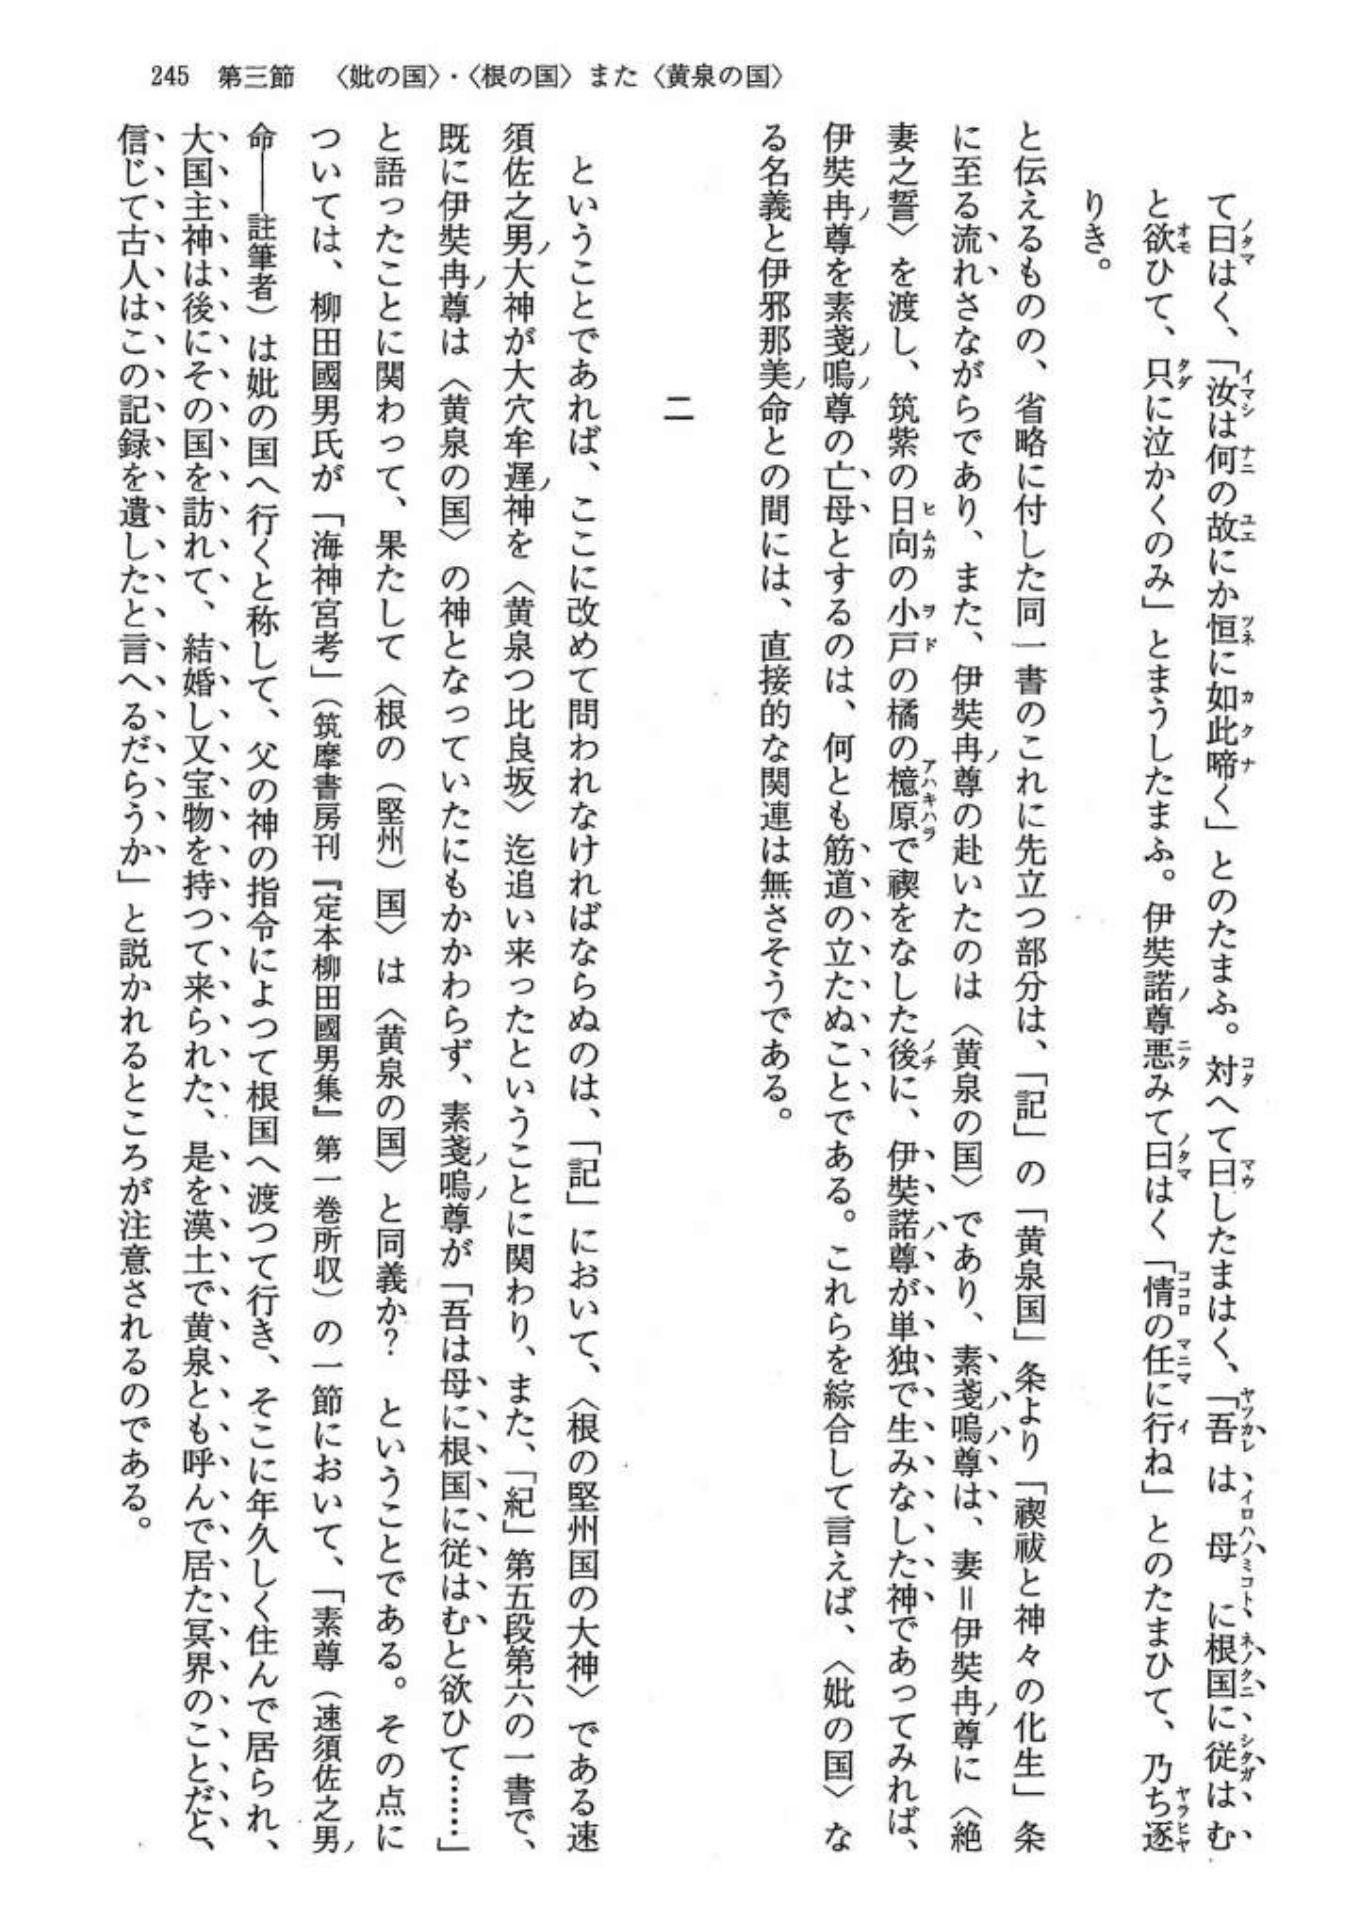 245　第三節　〈妣の国〉・〈根の国〉また〈黄泉の国〉
て曰はく、「汝は何の故にか恒に如此啼く」とのたまふ。対へて曰したまはく、「吾は母に根国に従はむ
と欲ひて、只に泣かくのみ」とまうしたまふ。伊奘諾ノ尊悪みて曰はく「情の任に行ね」とのたまひて、乃ち逐
りき。
と伝えるものの、省略に付した同一書のこれに先立つ部分は、「記」の「黄泉国」条より「禊祓と神々の化生」条
に至る流れさながらであり、また、伊奘冉ノ尊の赴いたのは〈黄泉の国〉であり、素戔ノ嗚ノ尊は、妻＝伊奘冉ノ尊に〈絶
妻之誓〉を渡し、筑紫の日向の小戸の橘の檍原で禊をなした後に、伊奘諾ノ尊が単独で生みなした神であってみれば、
伊奘冉ノ尊を素戔ノ嗚ノ尊の亡母とするのは、何とも筋道の立たぬことである。これらを綜合して言えば、〈妣の国〉な
る名義と伊邪那美ノ命との間には、直接的な関連は無さそうである。
二
ということであれば、ここに改めて問われなければならぬのは、「記」において、〈根の堅州国の大神〉である速
須佐之男ノ大神が大穴牟遅ノ神を〈黄泉つ比良坂〉迄追い来ったということに関わり、また、「紀」第五段第六の一書で、
既に伊奘冉ノ尊は〈黄泉の国〉の神となっていたにもかかわらず、素戔ノ嗚ノ尊が「吾は母に根国に従はむと欲ひて……」
と語ったことに関わって、果たして〈根の（堅州）国〉は〈黄泉の国〉と同義か？　ということである。その点に
ついては、柳田國男氏が「海神宮考」（筑摩書房刊『定本柳田國男集』第一巻所収）の一節において、「素尊（速須佐之男ノ
命――註筆者）は妣の国へ行くと称して、父の神の指令によつて根国へ渡つて行き、そこに年久しく住んで居られ、
大国主神は後にその国を訪れて、結婚し又宝物を持つて来られた、是を漢土で黄泉とも呼んで居た冥界のことだと、
信じて古人はこの記録を遺したと言へるだらうか」と説かれるところが注意されるのである。